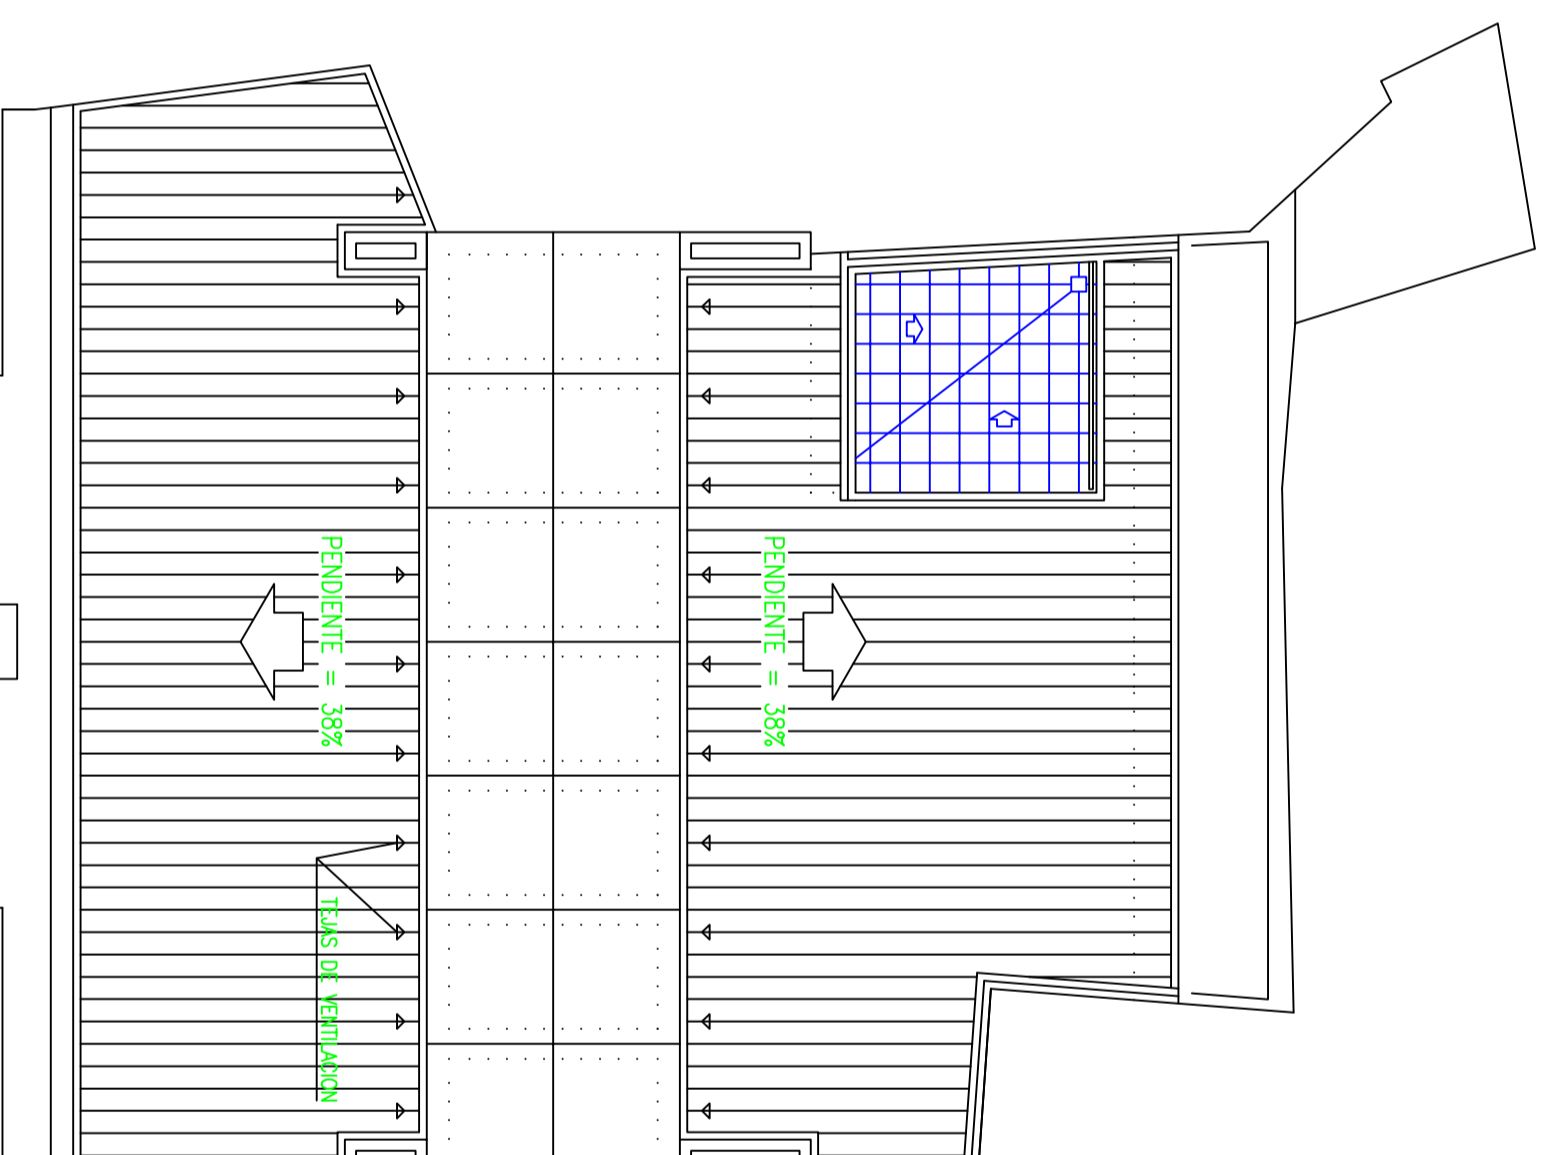 PENDIENTE = 38%
PENDIENTE = 38%
TEJAS DE VENTILACION